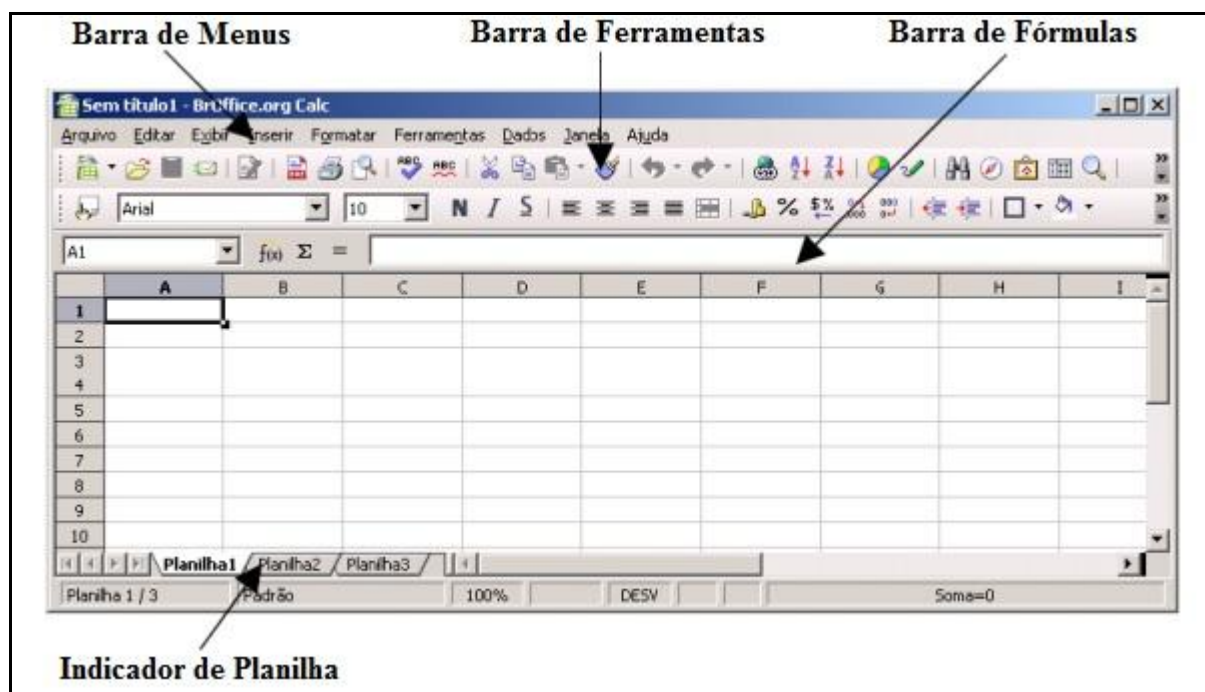 Barra de Menus Barra de Ferramentas Barra de Fórmulas
Sem título1 - BrOffice.org Calc
Arquivo Editar Exibir Inserir Formatar Ferramentas Dados Janela Ajuda
ABC ABC
Arial 10 N I S % $%
A1 f(x) Σ =
A B C D E F G H I
1
2
3
4
5
6
7
8
9
10
Planilha1 Planilha2 Planilha3
Planilha 1 / 3 Padrão 100% DESV Soma=0
Indicador de Planilha